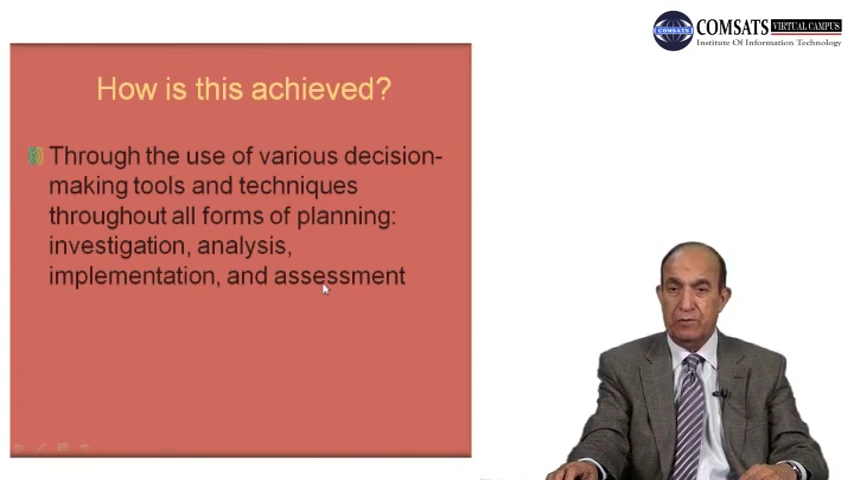 COMSATS VIRTUAL CAMPUS
COMSATS
Institute Of Information Technology
How is this achieved?
Through the use of various decision-
making tools and techniques
throughout all forms of planning:
investigation, analysis,
implementation, and assessment